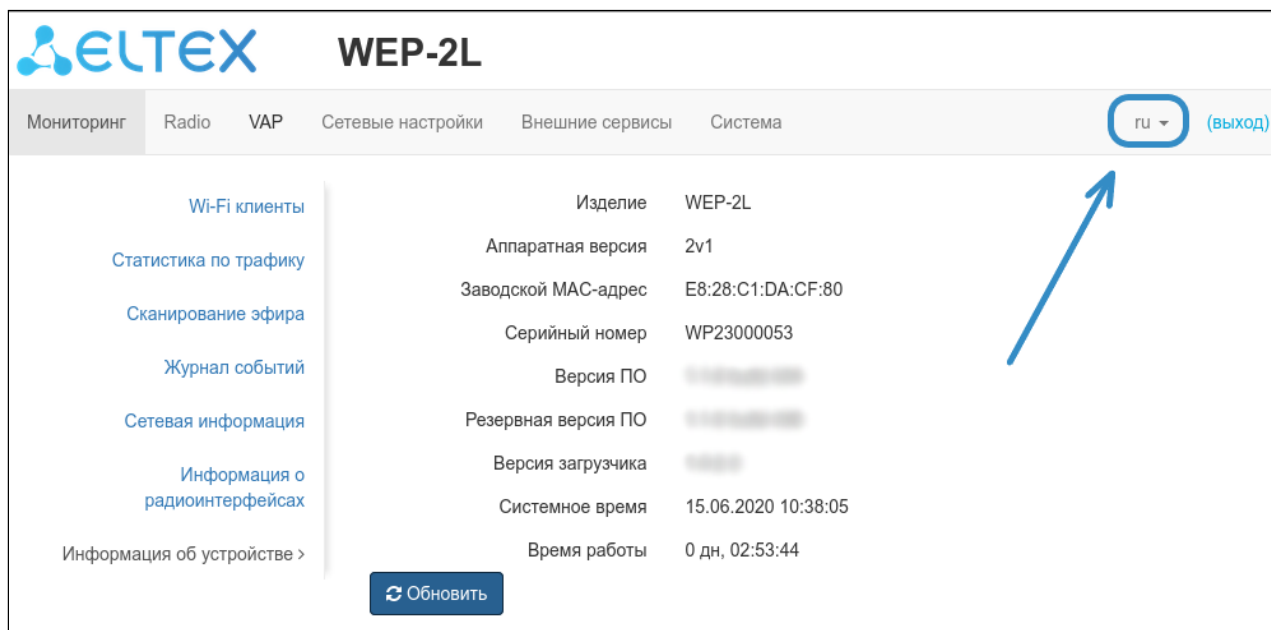 ELTEX WEP-2L
Мониторинг Radio VAP Сетевые настройки Внешние сервисы Система ru (выход)
Wi-Fi клиенты
Статистика по трафику
Сканирование эфира
Журнал событий
Сетевая информация
Информация о
радиоинтерфейсах
Информация об устройстве >
Изделие WEP-2L
Аппаратная версия 2v1
Заводской MAC-адрес E8:28:C1:DA:CF:80
Серийный номер WP23000053
Версия ПО
Резервная версия ПО
Версия загрузчика
Системное время 15.06.2020 10:38:05
Время работы 0 дн, 02:53:44
Обновить